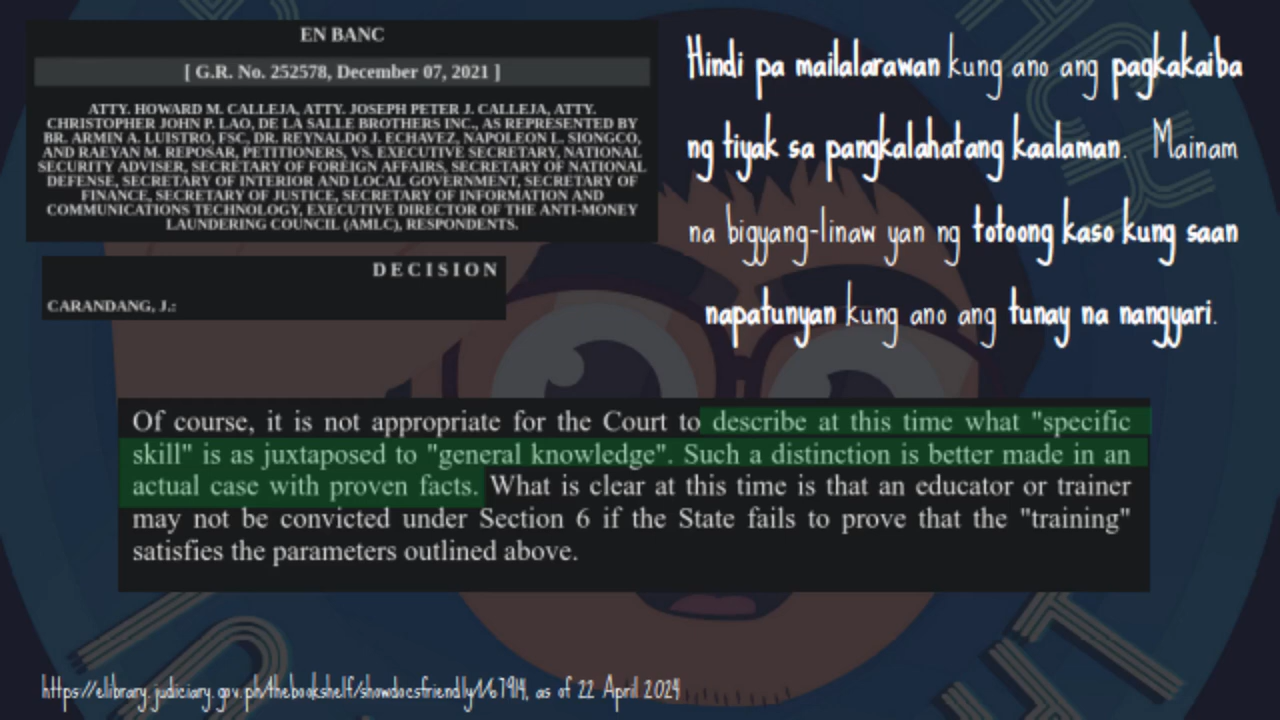 EN BANC
[ G.R. No. 252578, December 07, 2021 ]
ATTY. HOWARD M. CALLEJA, ATTY. JOSEPH PETER J. CALLEJA, ATTY.
CHRISTOPHER JOHN P. LAO, DE LA SALLE BROTHERS INC., AS REPRESENTED BY
BR. ARMIN A. LUISTRO, FSC, DR. REYNALDO J. ECHAVEZ, NAPOLEON L. SIONGCO,
AND RAEYAN M. REPOSAR, PETITIONERS, VS. EXECUTIVE SECRETARY, NATIONAL
SECURITY ADVISER, SECRETARY OF FOREIGN AFFAIRS, SECRETARY OF NATIONAL
DEFENSE, SECRETARY OF INTERIOR AND LOCAL GOVERNMENT, SECRETARY OF
FINANCE, SECRETARY OF JUSTICE, SECRETARY OF INFORMATION AND
COMMUNICATIONS TECHNOLOGY, EXECUTIVE DIRECTOR OF THE ANTI-MONEY
LAUNDERING COUNCIL (AMLC), RESPONDENTS.
D E C I S I O N
CARANDANG, J.:
Hindi pa mailalarawan kung ano ang pagkakaiba
ng tiyak sa pangkalahatang kaalaman. Mainam
na bigyang-linaw yan ng totoong kaso kung saan
napatunyan kung ano ang tunay na nangyari.
Of course, it is not appropriate for the Court to describe at this time what "specific
skill" is as juxtaposed to "general knowledge". Such a distinction is better made in an
actual case with proven facts. What is clear at this time is that an educator or trainer
may not be convicted under Section 6 if the State fails to prove that the "training"
satisfies the parameters outlined above.
https://elibrary.judiciary.gov.ph/thebookshelf/showdocsfriendly/1/67914, as of 22 April 2024